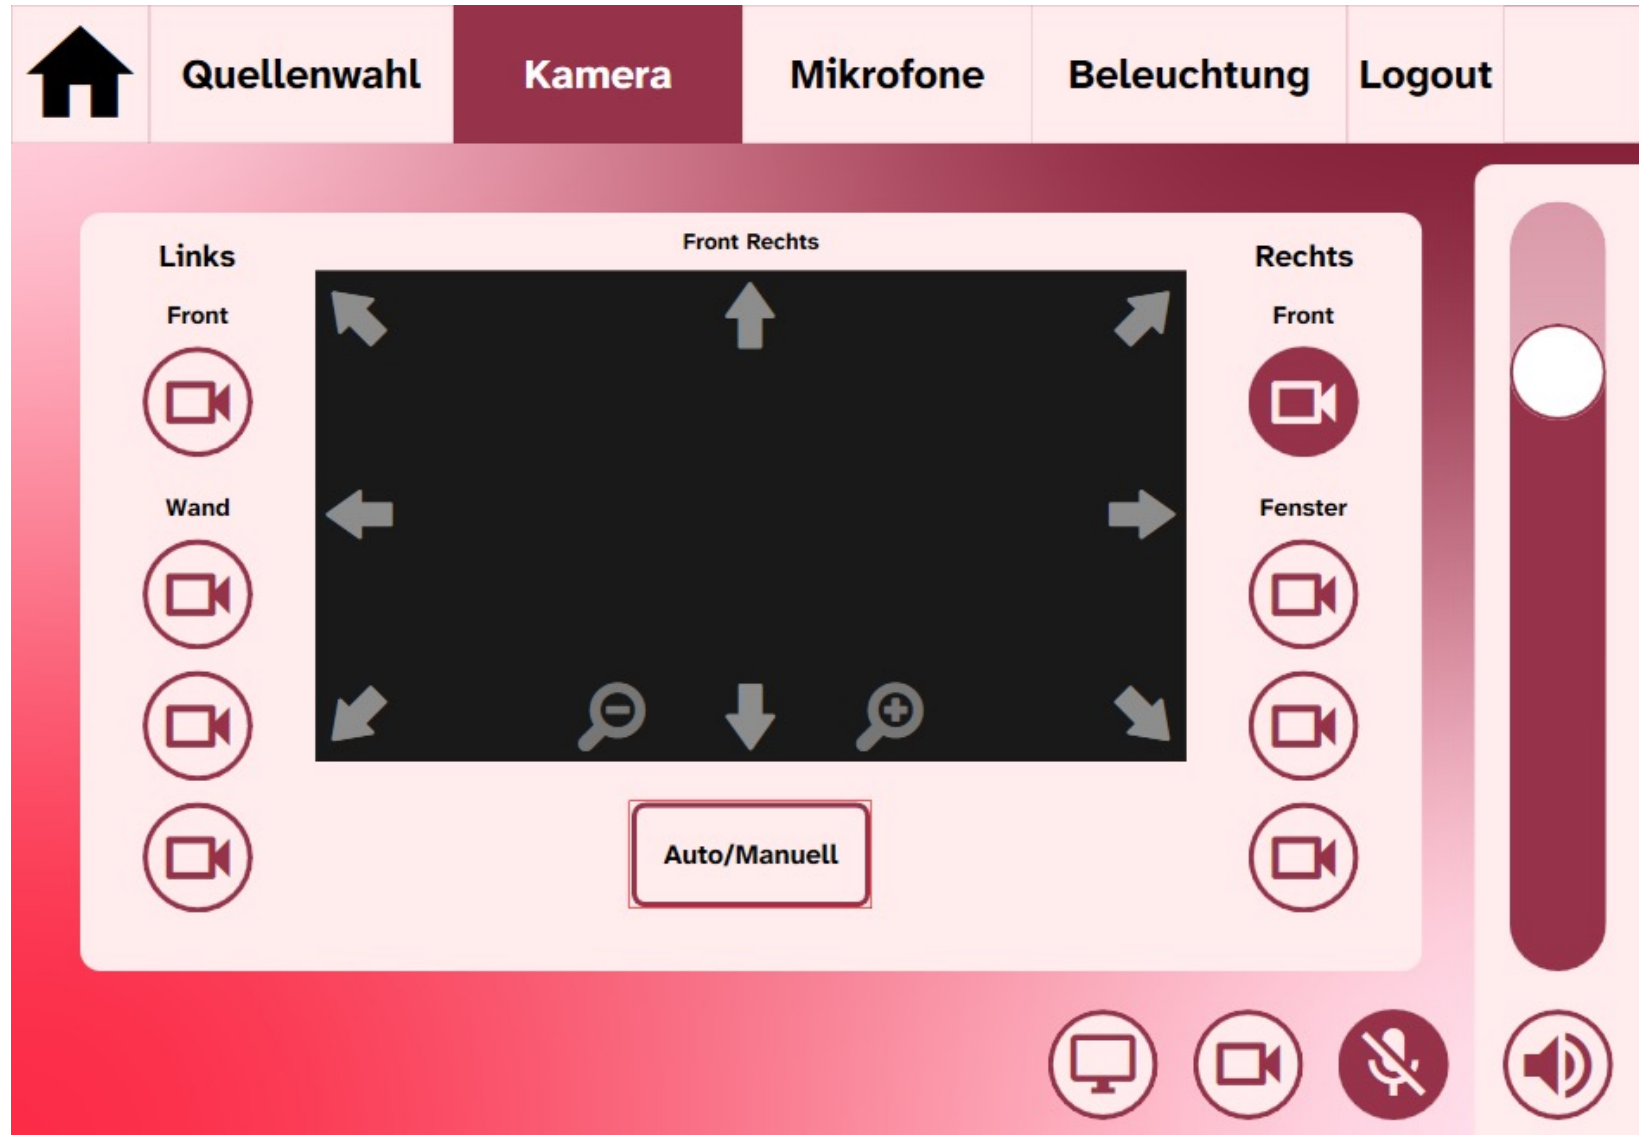 Quellenwahl
Kamera
Mikrofone
Beleuchtung
Logout
Links
Front Rechts
Rechts
Front
Front
Wand
Fenster
Auto/Manuell